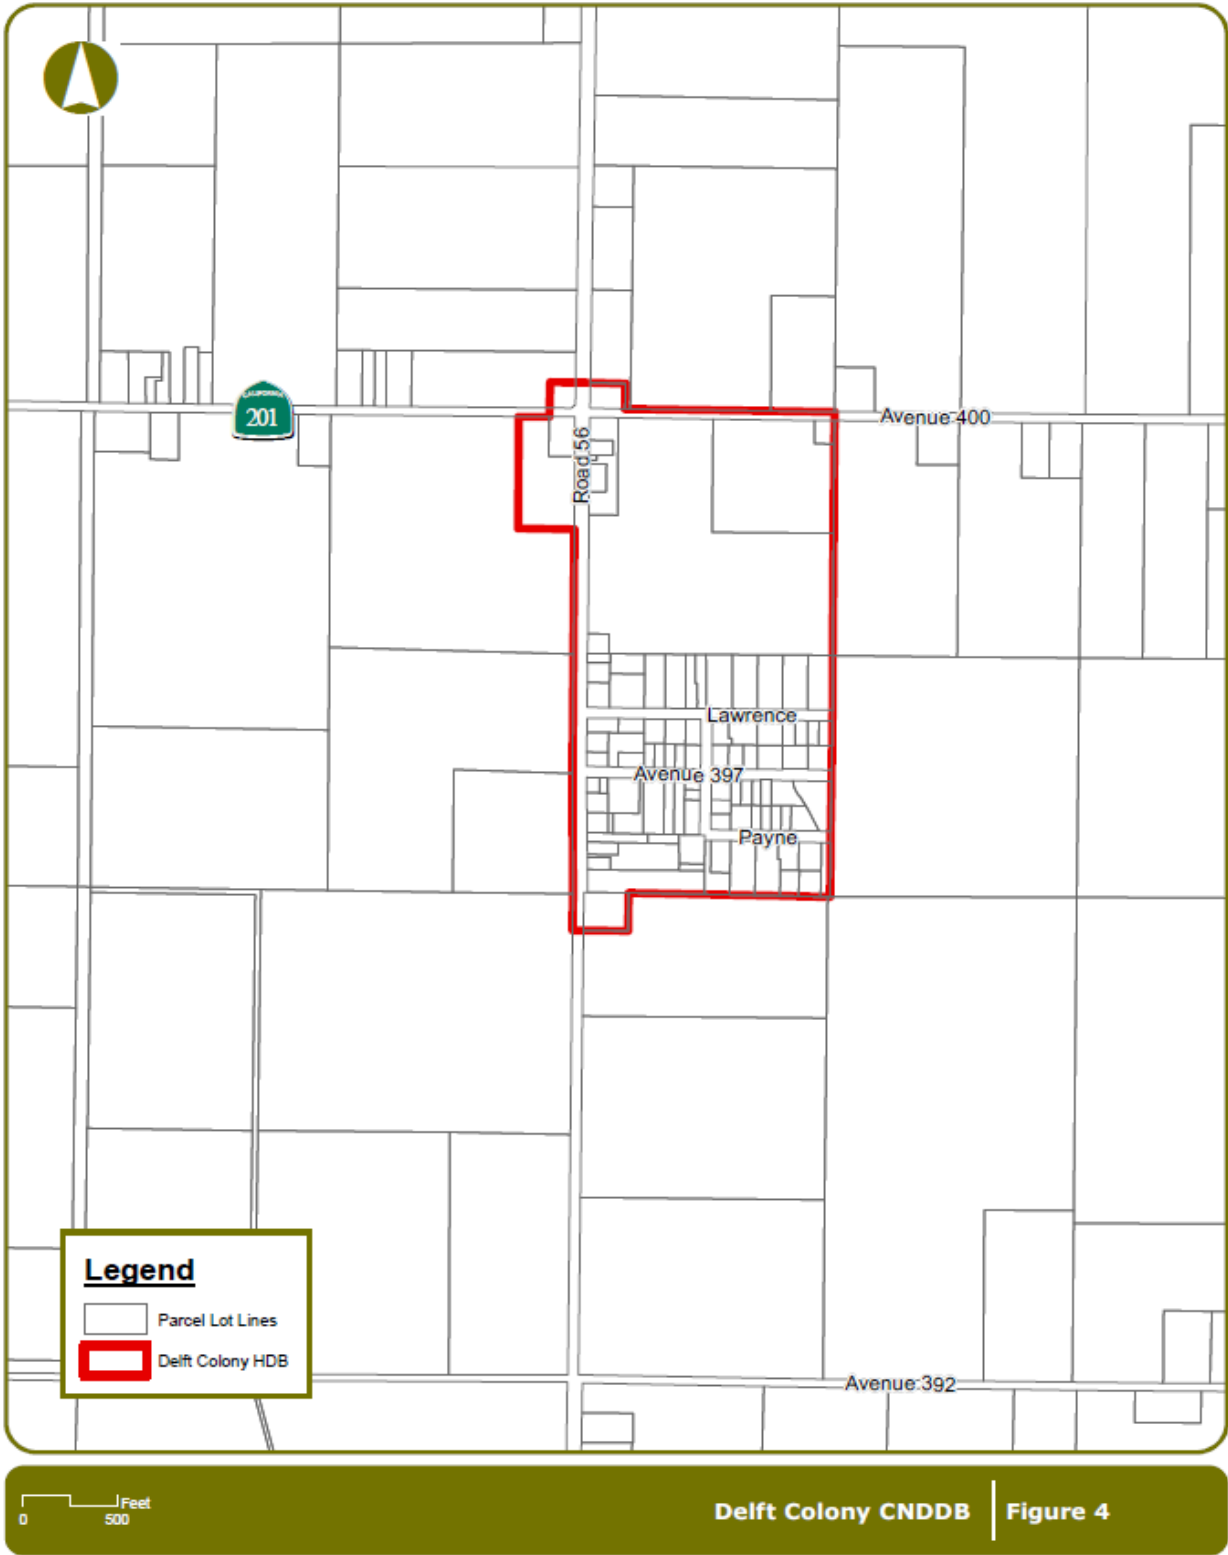 CALIFORNIA
201
Avenue 400
Road 56
Lawrence
Avenue 397
Payne
Legend
Parcel Lot Lines
Delft Colony HDB
Avenue 392
Feet
0 500
Delft Colony CNDDB Figure 4